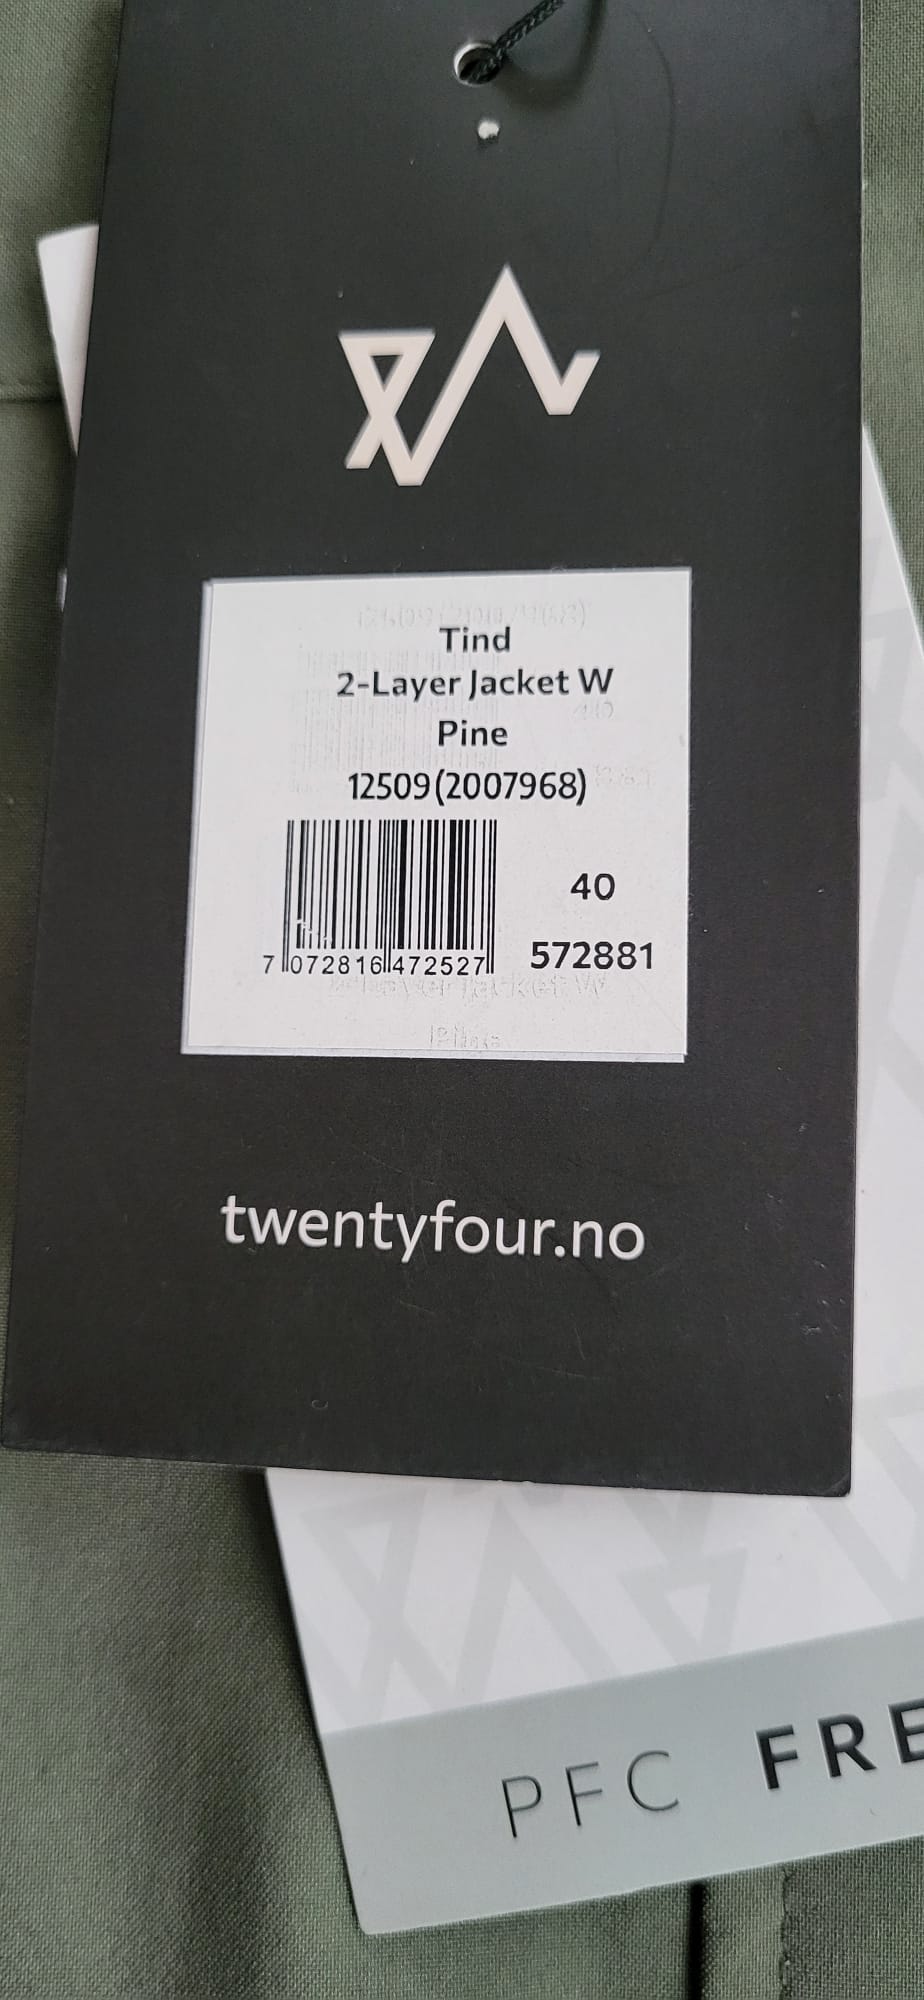 Tind
2-Layer Jacket W
Pine
12509(2007968)
40
7 072816 472527
572881
twentyfour.no
PFC FRE